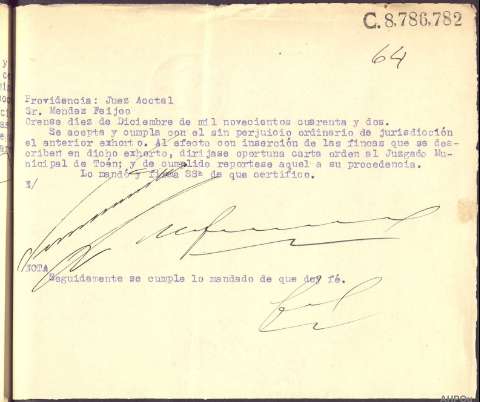 C.8,786,782
64
Providencia: Juez Acctal
Sr. Mendez Feijoo
Orense diez de Diciembre de mil novecientos cuarenta y dos.
Se acepta y cumpla con el sin perjuicio ordinario de jurisdicción
el anterior exhorto. Al efecto con inserción de las fincas que se des-
criben en dicho exhorto, dirijase oportuna carta orden al Juzgado Mu-
nicipal de Toén; y de cumplido reportese aquel a su procedencia.
Lo mandó y firma SSª de que certifico.
NOTA
Seguidamente se cumple lo mandado de que doy fé.